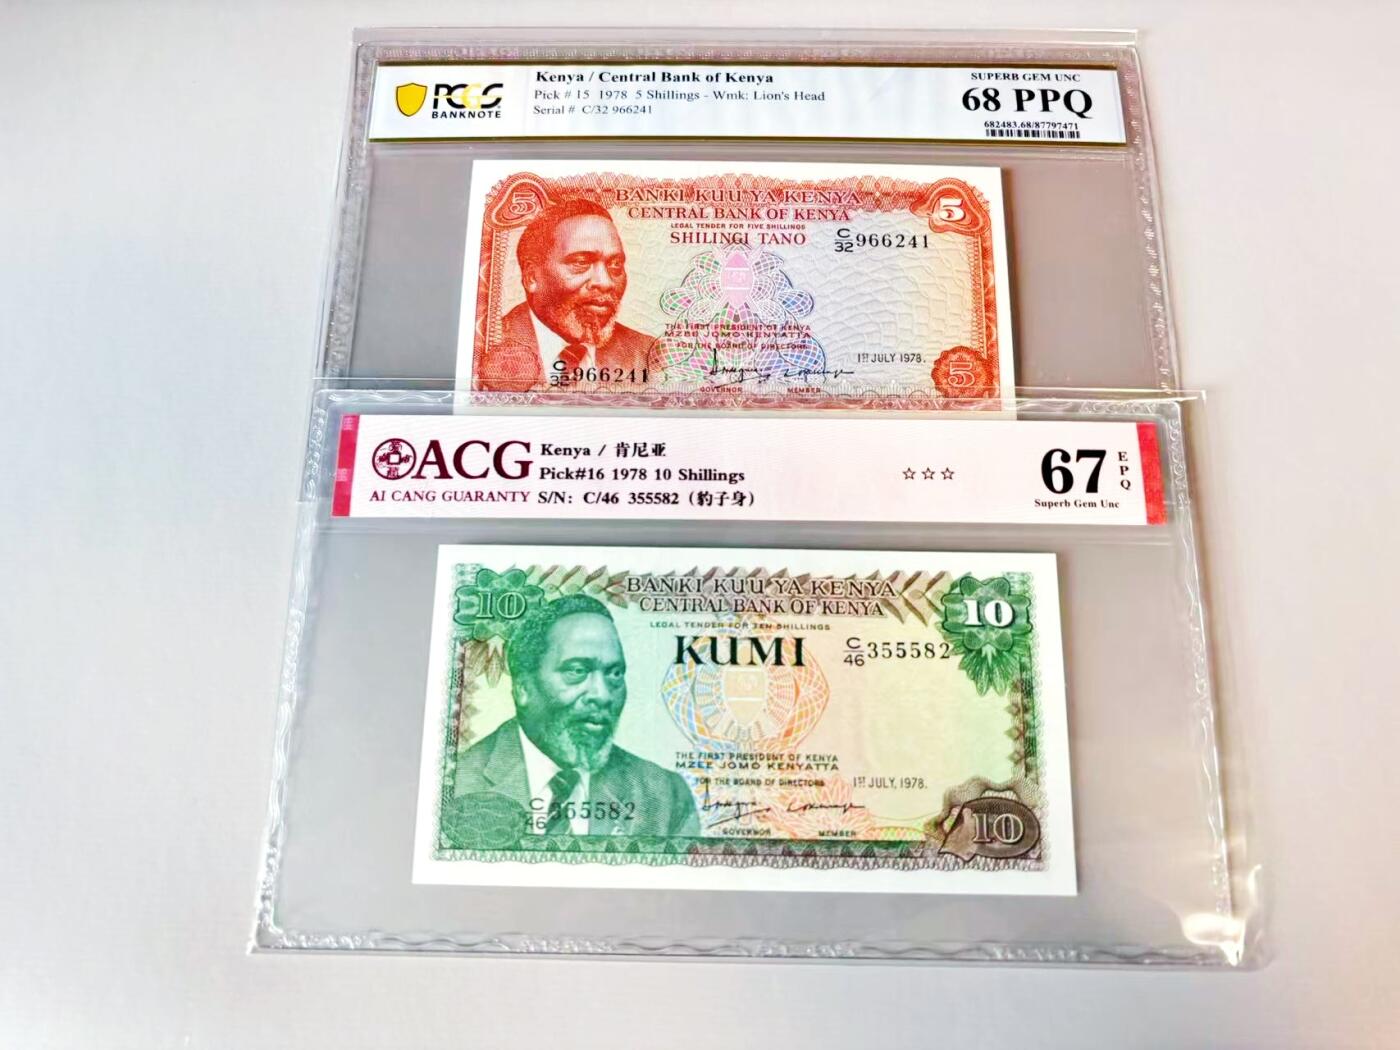 PCGS
BANKNOTE
Kenya / Central Bank of Kenya
Pick # 15 1978 5 Shillings - Wmk: Lion's Head
Serial # C/32 966241
SUPERB GEM UNC
68 PPQ
682483.68/87797471
5
BANKI KUU YA KENYA
CENTRAL BANK OF KENYA
LEGAL TENDER FOR FIVE SHILLINGS
SHILINGI TANO
5
C/32 966241
THE FIRST PRESIDENT OF KENYA
MZEE JOMO KENYATTA
FOR THE BOARD OF DIRECTORS
1ST JULY 1978.
C/32 966241
GOVERNOR
MEMBER
5
ACG
AI CANG GUARANTY
Kenya / 肯尼亚
Pick#16 1978 10 Shillings
S/N: C/46 355582 (豹子身)
☆☆☆
67
EPQ
Superb Gem Unc
10
BANKI KUU YA KENYA
CENTRAL BANK OF KENYA
LEGAL TENDER FOR TEN SHILLINGS
KUMI
10
C/46 355582
THE FIRST PRESIDENT OF KENYA
MZEE JOMO KENYATTA
FOR THE BOARD OF DIRECTORS
1ST JULY, 1978.
C/46 355582
GOVERNOR
MEMBER
10